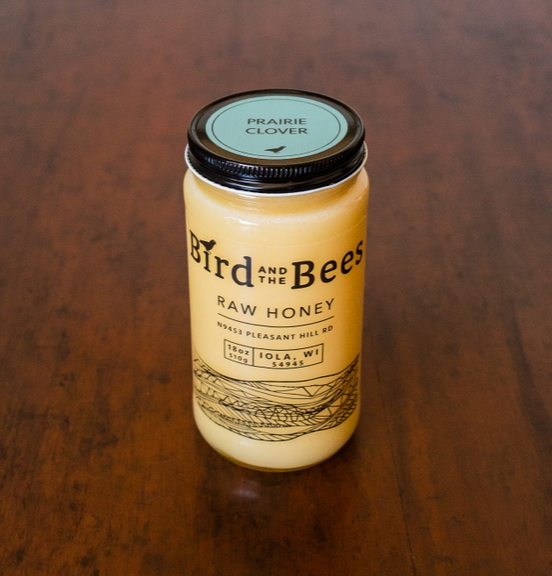 PRAIRIE
CLOVER
Bird AND THE Bees
RAW HONEY
N9453 PLEASANT HILL RD
18oz 510g IOLA, WI 54945